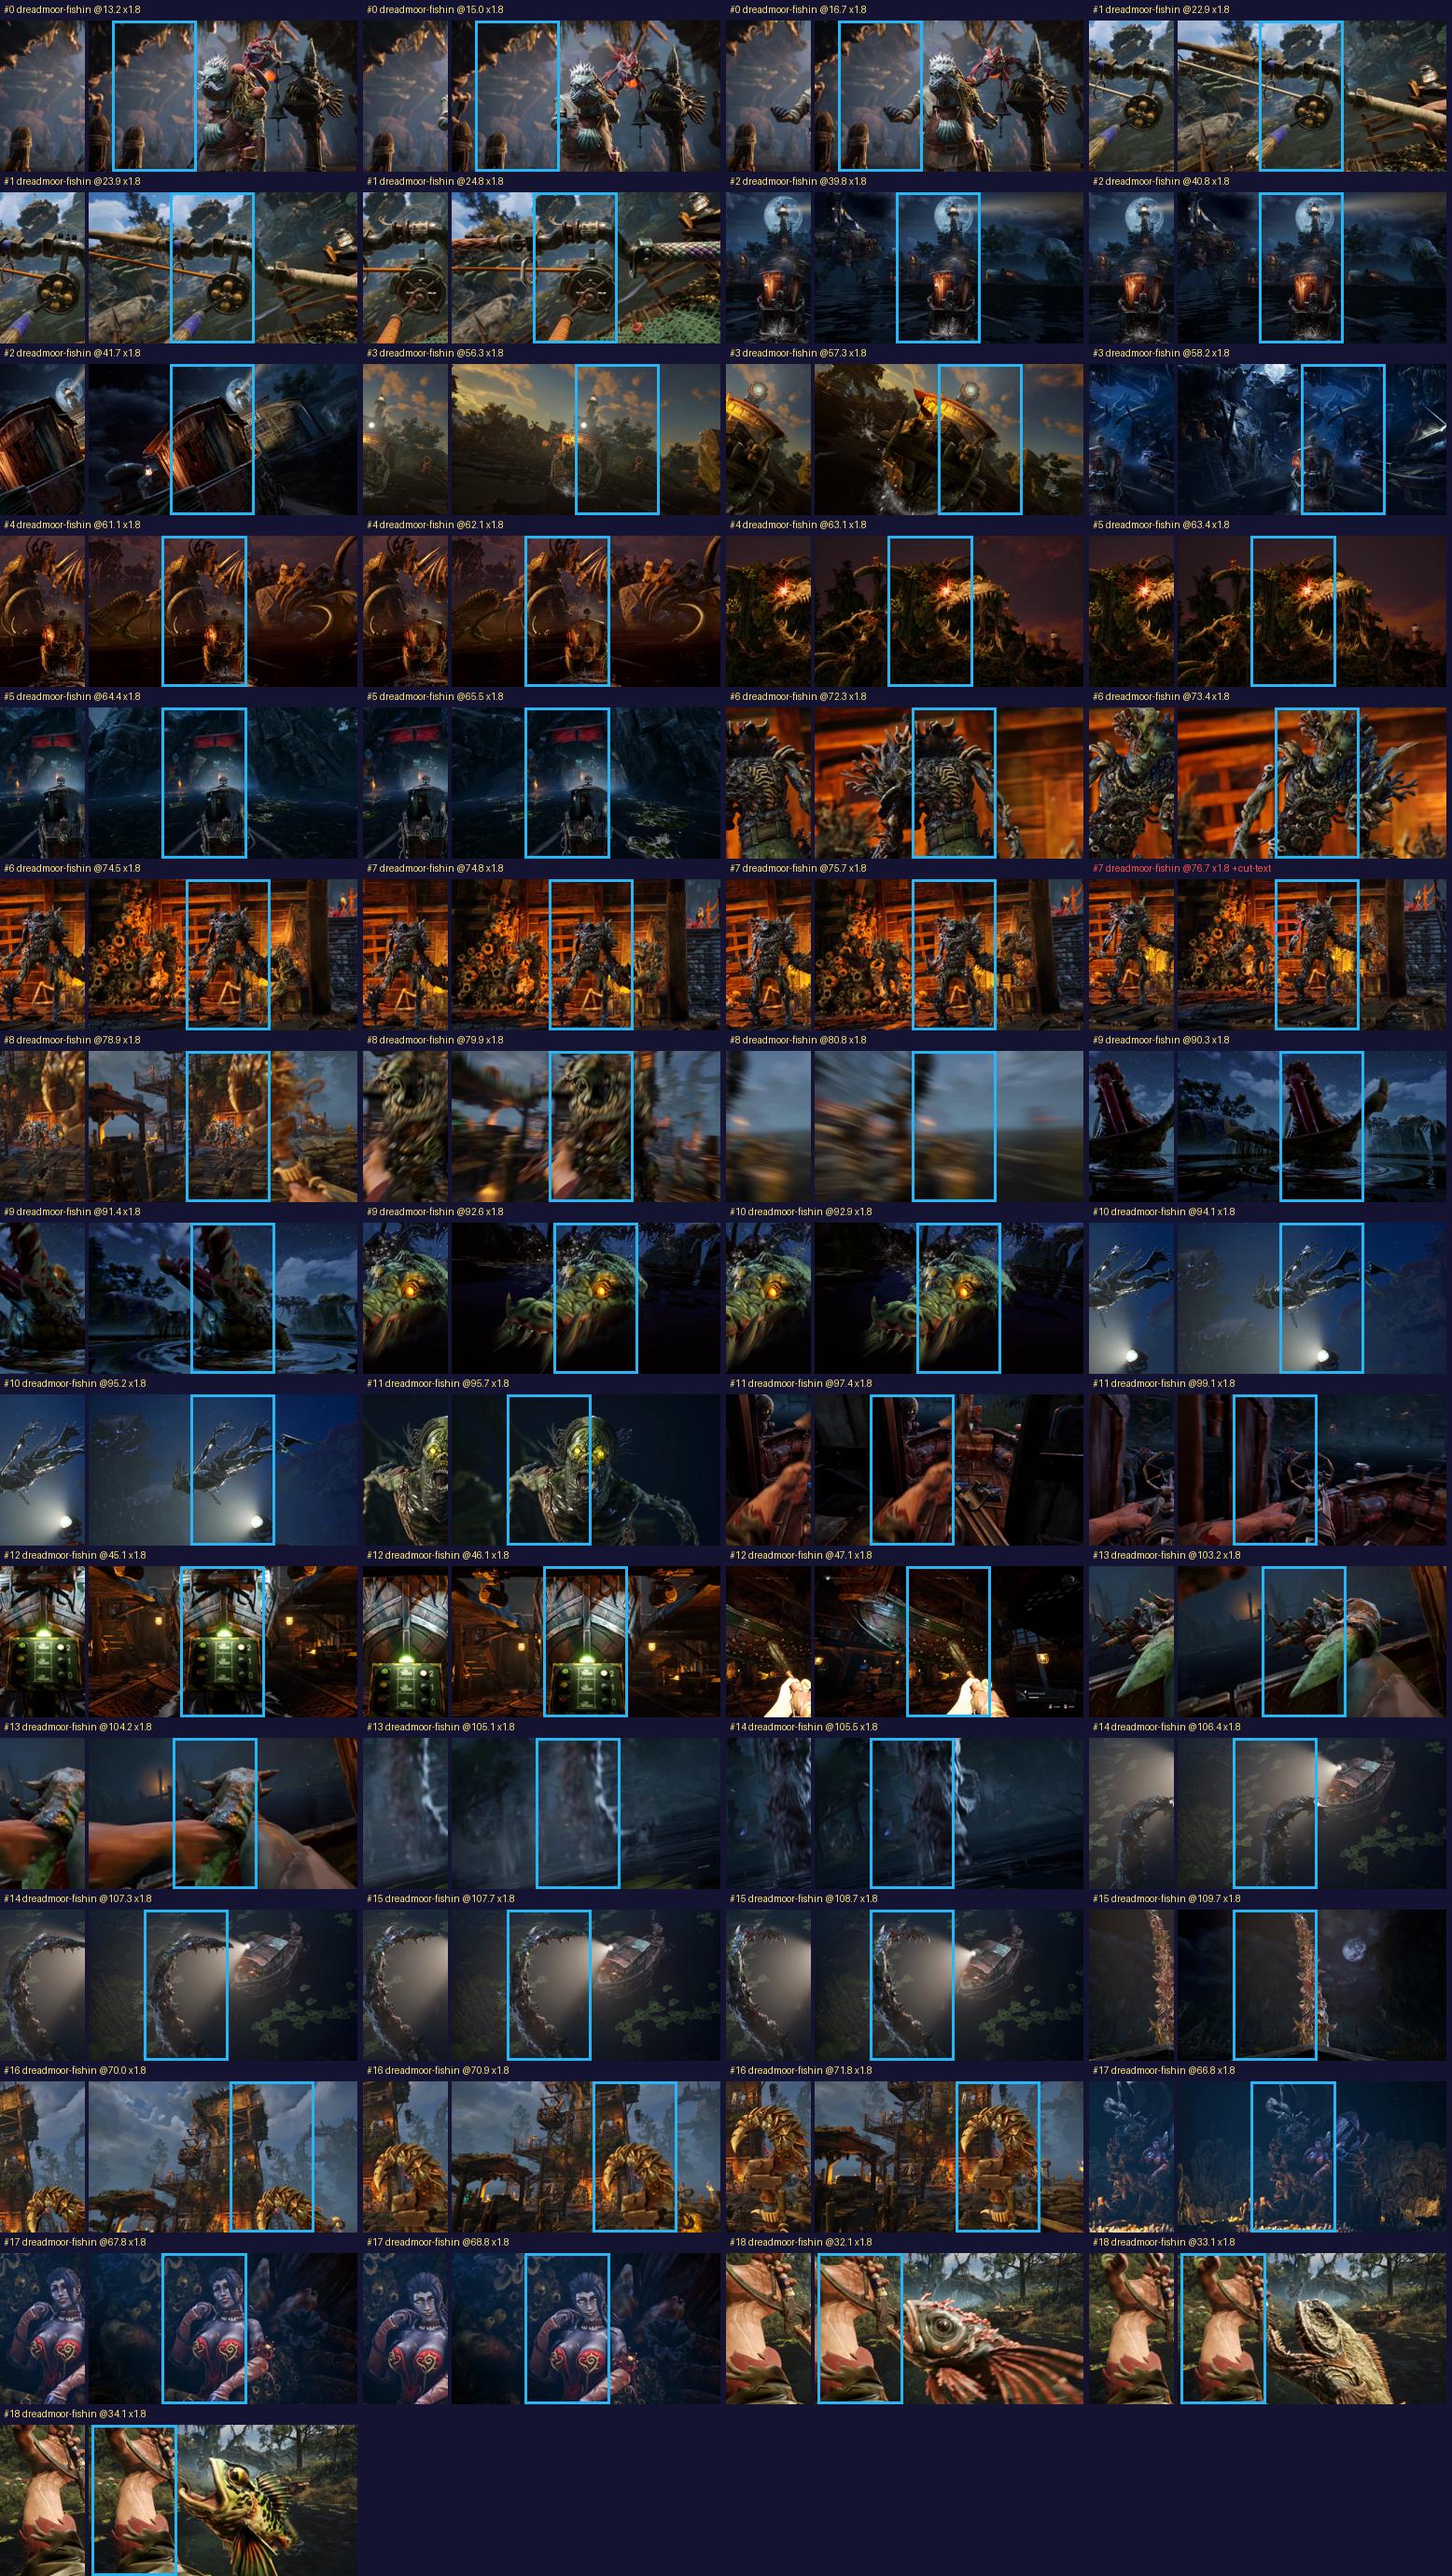 #0 dreadmoor-fishin @13.2 x1.8
#0 dreadmoor-fishin @15.0 x1.8
#0 dreadmoor-fishin @16.7 x1.8
#1 dreadmoor-fishin @22.9 x1.8
#1 dreadmoor-fishin @23.9 x1.8
#1 dreadmoor-fishin @24.8 x1.8
#2 dreadmoor-fishin @39.8 x1.8
#2 dreadmoor-fishin @40.8 x1.8
#2 dreadmoor-fishin @41.7 x1.8
#3 dreadmoor-fishin @56.3 x1.8
#3 dreadmoor-fishin @57.3 x1.8
#3 dreadmoor-fishin @58.2 x1.8
#4 dreadmoor-fishin @61.1 x1.8
#4 dreadmoor-fishin @62.1 x1.8
#4 dreadmoor-fishin @63.1 x1.8
#5 dreadmoor-fishin @63.4 x1.8
#5 dreadmoor-fishin @64.4 x1.8
#5 dreadmoor-fishin @65.5 x1.8
#6 dreadmoor-fishin @72.3 x1.8
#6 dreadmoor-fishin @73.4 x1.8
#6 dreadmoor-fishin @74.5 x1.8
#7 dreadmoor-fishin @74.8 x1.8
#7 dreadmoor-fishin @75.7 x1.8
#7 dreadmoor-fishin @76.7 x1.8 +cut-text
#8 dreadmoor-fishin @78.9 x1.8
#8 dreadmoor-fishin @79.9 x1.8
#8 dreadmoor-fishin @80.8 x1.8
#9 dreadmoor-fishin @90.3 x1.8
#9 dreadmoor-fishin @91.4 x1.8
#9 dreadmoor-fishin @92.6 x1.8
#10 dreadmoor-fishin @92.9 x1.8
#10 dreadmoor-fishin @94.1 x1.8
#10 dreadmoor-fishin @95.2 x1.8
#11 dreadmoor-fishin @95.7 x1.8
#11 dreadmoor-fishin @97.4 x1.8
#11 dreadmoor-fishin @99.1 x1.8
#12 dreadmoor-fishin @45.1 x1.8
#12 dreadmoor-fishin @46.1 x1.8
#12 dreadmoor-fishin @47.1 x1.8
#13 dreadmoor-fishin @103.2 x1.8
#13 dreadmoor-fishin @104.2 x1.8
#13 dreadmoor-fishin @105.1 x1.8
#14 dreadmoor-fishin @105.5 x1.8
#14 dreadmoor-fishin @106.4 x1.8
#14 dreadmoor-fishin @107.3 x1.8
#15 dreadmoor-fishin @107.7 x1.8
#15 dreadmoor-fishin @108.7 x1.8
#15 dreadmoor-fishin @109.7 x1.8
#16 dreadmoor-fishin @70.0 x1.8
#16 dreadmoor-fishin @70.9 x1.8
#16 dreadmoor-fishin @71.8 x1.8
#17 dreadmoor-fishin @66.8 x1.8
#17 dreadmoor-fishin @67.8 x1.8
#17 dreadmoor-fishin @68.8 x1.8
#18 dreadmoor-fishin @32.1 x1.8
#18 dreadmoor-fishin @33.1 x1.8
#18 dreadmoor-fishin @34.1 x1.8